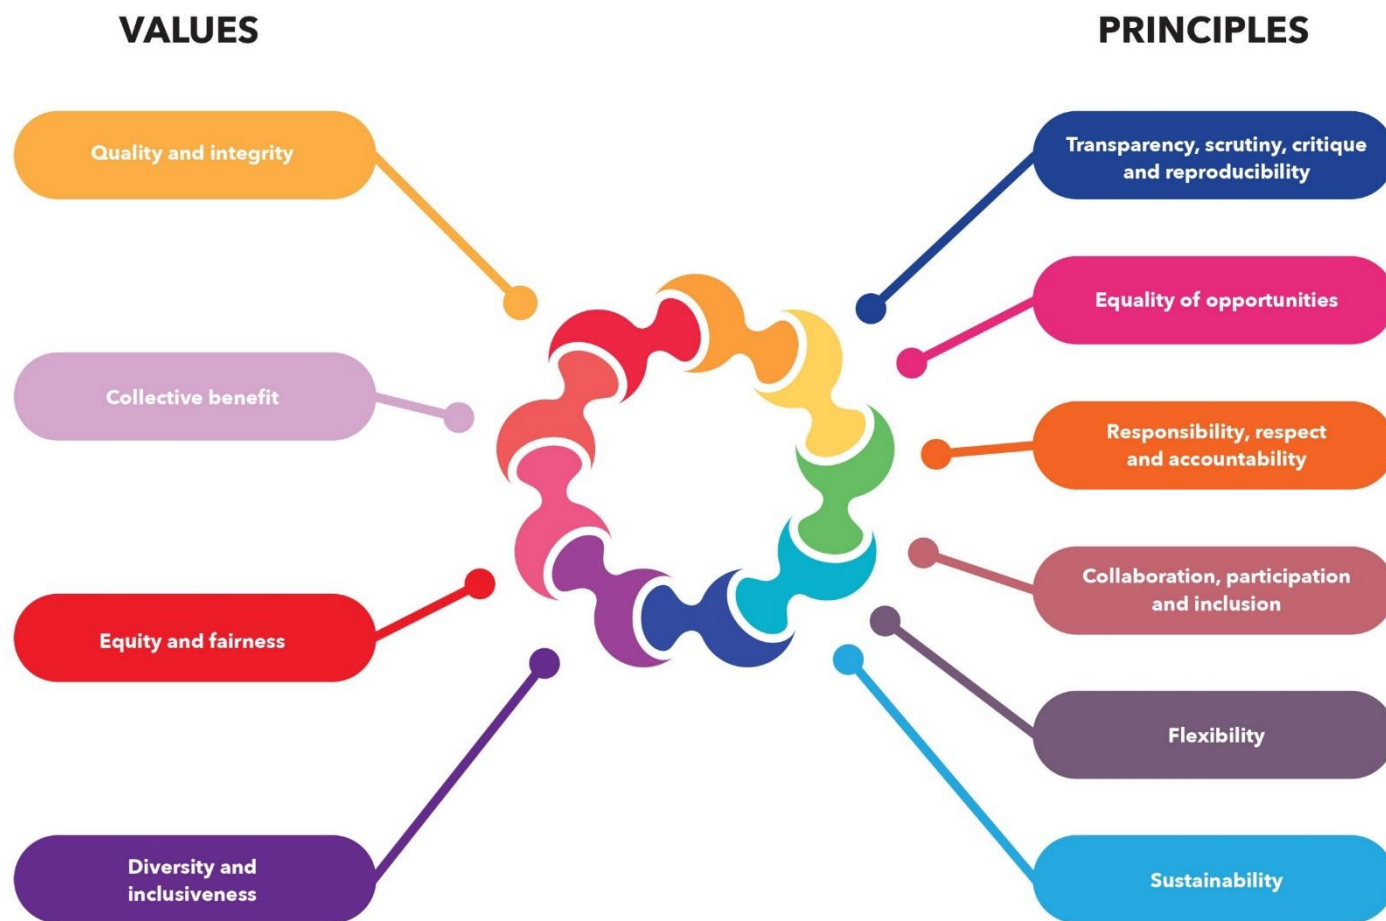 VALUES
Quality and integrity
Collective benefit
Equity and fairness
Diversity and
inclusiveness
PRINCIPLES
Transparency, scrutiny, critique
and reproducibility
Equality of opportunities
Responsibility, respect
and accountability
Collaboration, participation
and inclusion
Flexibility
Sustainability